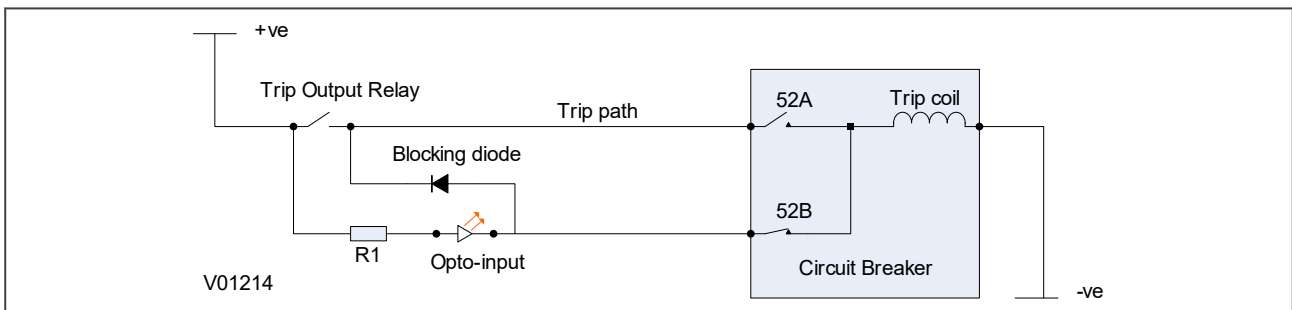 +ve
Trip Output Relay
Trip path
52A
Trip coil
Blocking diode
52B
R1
Opto-input
Circuit Breaker
V01214
-ve